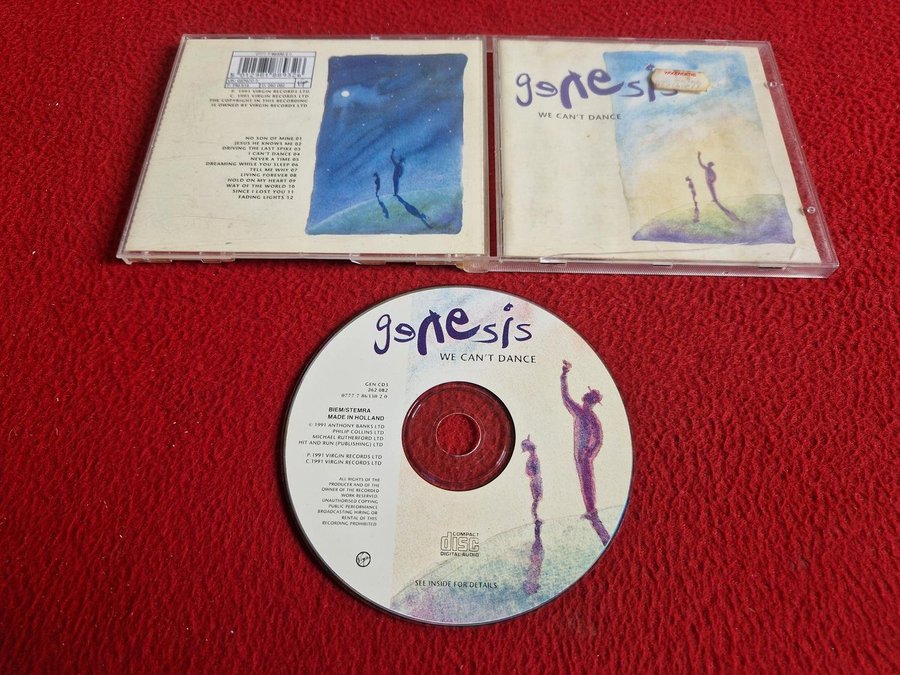 P. 1991 VIRGIN RECORDS LTD.
C. 1991 VIRGIN RECORDS LTD
THE COPYRIGHT IN THIS RECORDING
IS OWNED BY VIRGIN RECORDS LTD
NO SON OF MINE 01
JESUS HE KNOWS ME 02
DRIVING THE LAST SPIKE 03
I CAN'T DANCE 04
NEVER A TIME 05
DREAMING WHILE YOU SLEEP 06
TELL ME WHY 07
LIVING FOREVER 08
HOLD ON MY HEART 09
WAY OF THE WORLD 10
SINCE I LOST YOU 11
FADING LIGHTS 12
genesis
WE CAN'T DANCE
genesis
WE CAN'T DANCE
GEN CD3
262 082
0777 7 86330 2 0
BIEM/STEMRA
MADE IN HOLLAND
© 1991 ANTHONY BANKS LTD
PHILIP COLLINS LTD
MICHAEL RUTHERFORD LTD
HIT AND RUN (PUBLISHING) LTD
P. 1991 VIRGIN RECORDS LTD
C. 1991 VIRGIN RECORDS LTD
ALL RIGHTS OF THE
PRODUCER AND OF THE
OWNER OF THE RECORDED
WORK RESERVED.
UNAUTHORISED COPYING,
PUBLIC PERFORMANCE
BROADCASTING HIRING OR
RENTAL OF THIS
RECORDING PROHIBITED
Virgin
COMPACT
disc
DIGITAL AUDIO
SEE INSIDE FOR DETAILS